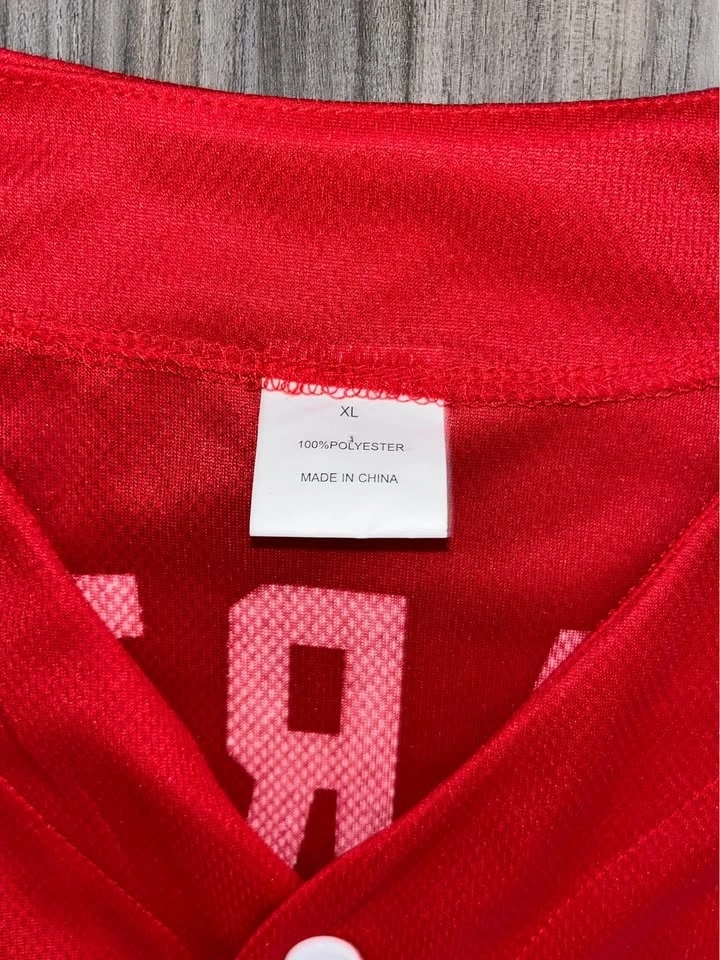 XL
100%POLYESTER
MADE IN CHINA
R